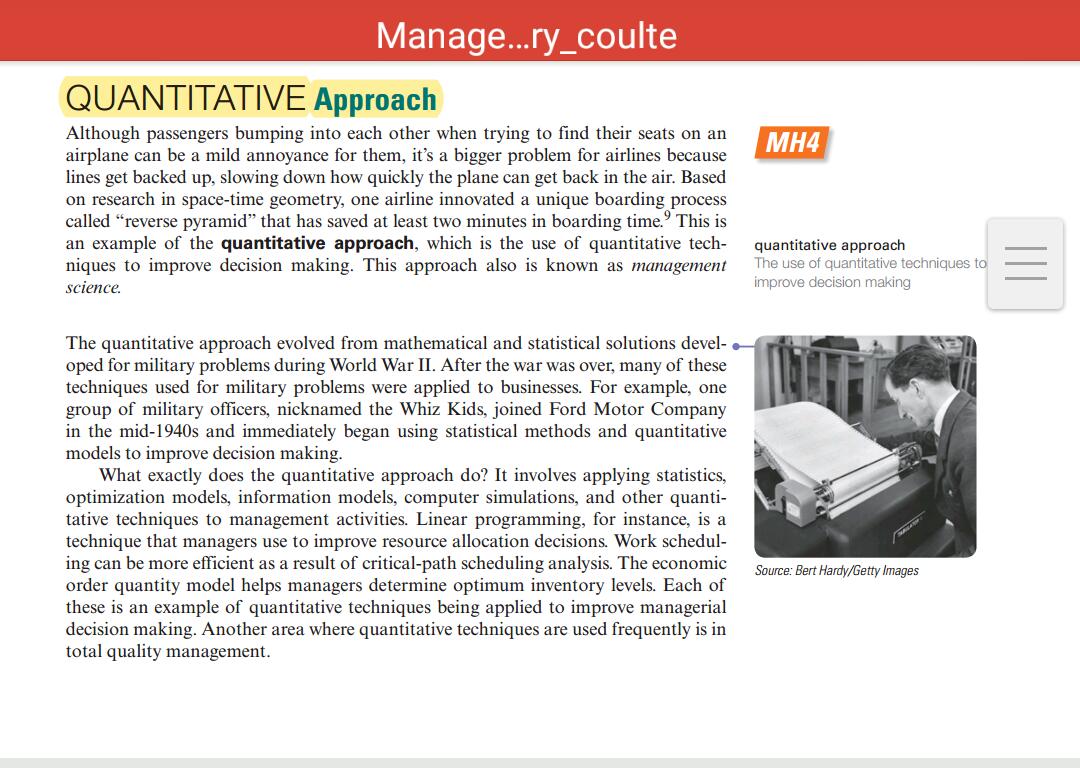 Manage...ry_coulte
QUANTITATIVE Approach
Although passengers bumping into each other when trying to find their seats on an
airplane can be a mild annoyance for them, it's a bigger problem for airlines because
lines get backed up, slowing down how quickly the plane can get back in the air. Based
on research in space-time geometry, one airline innovated a unique boarding process
called “reverse pyramid” that has saved at least two minutes in boarding time.9 This is
an example of the quantitative approach, which is the use of quantitative tech-
niques to improve decision making. This approach also is known as management
science.
MH4
quantitative approach
The use of quantitative techniques to
improve decision making
The quantitative approach evolved from mathematical and statistical solutions devel-
oped for military problems during World War II. After the war was over, many of these
techniques used for military problems were applied to businesses. For example, one
group of military officers, nicknamed the Whiz Kids, joined Ford Motor Company
in the mid-1940s and immediately began using statistical methods and quantitative
models to improve decision making.
What exactly does the quantitative approach do? It involves applying statistics,
optimization models, information models, computer simulations, and other quanti-
tative techniques to management activities. Linear programming, for instance, is a
technique that managers use to improve resource allocation decisions. Work schedul-
ing can be more efficient as a result of critical-path scheduling analysis. The economic
order quantity model helps managers determine optimum inventory levels. Each of
these is an example of quantitative techniques being applied to improve managerial
decision making. Another area where quantitative techniques are used frequently is in
total quality management.
TABULATOR
Source: Bert Hardy/Getty Images